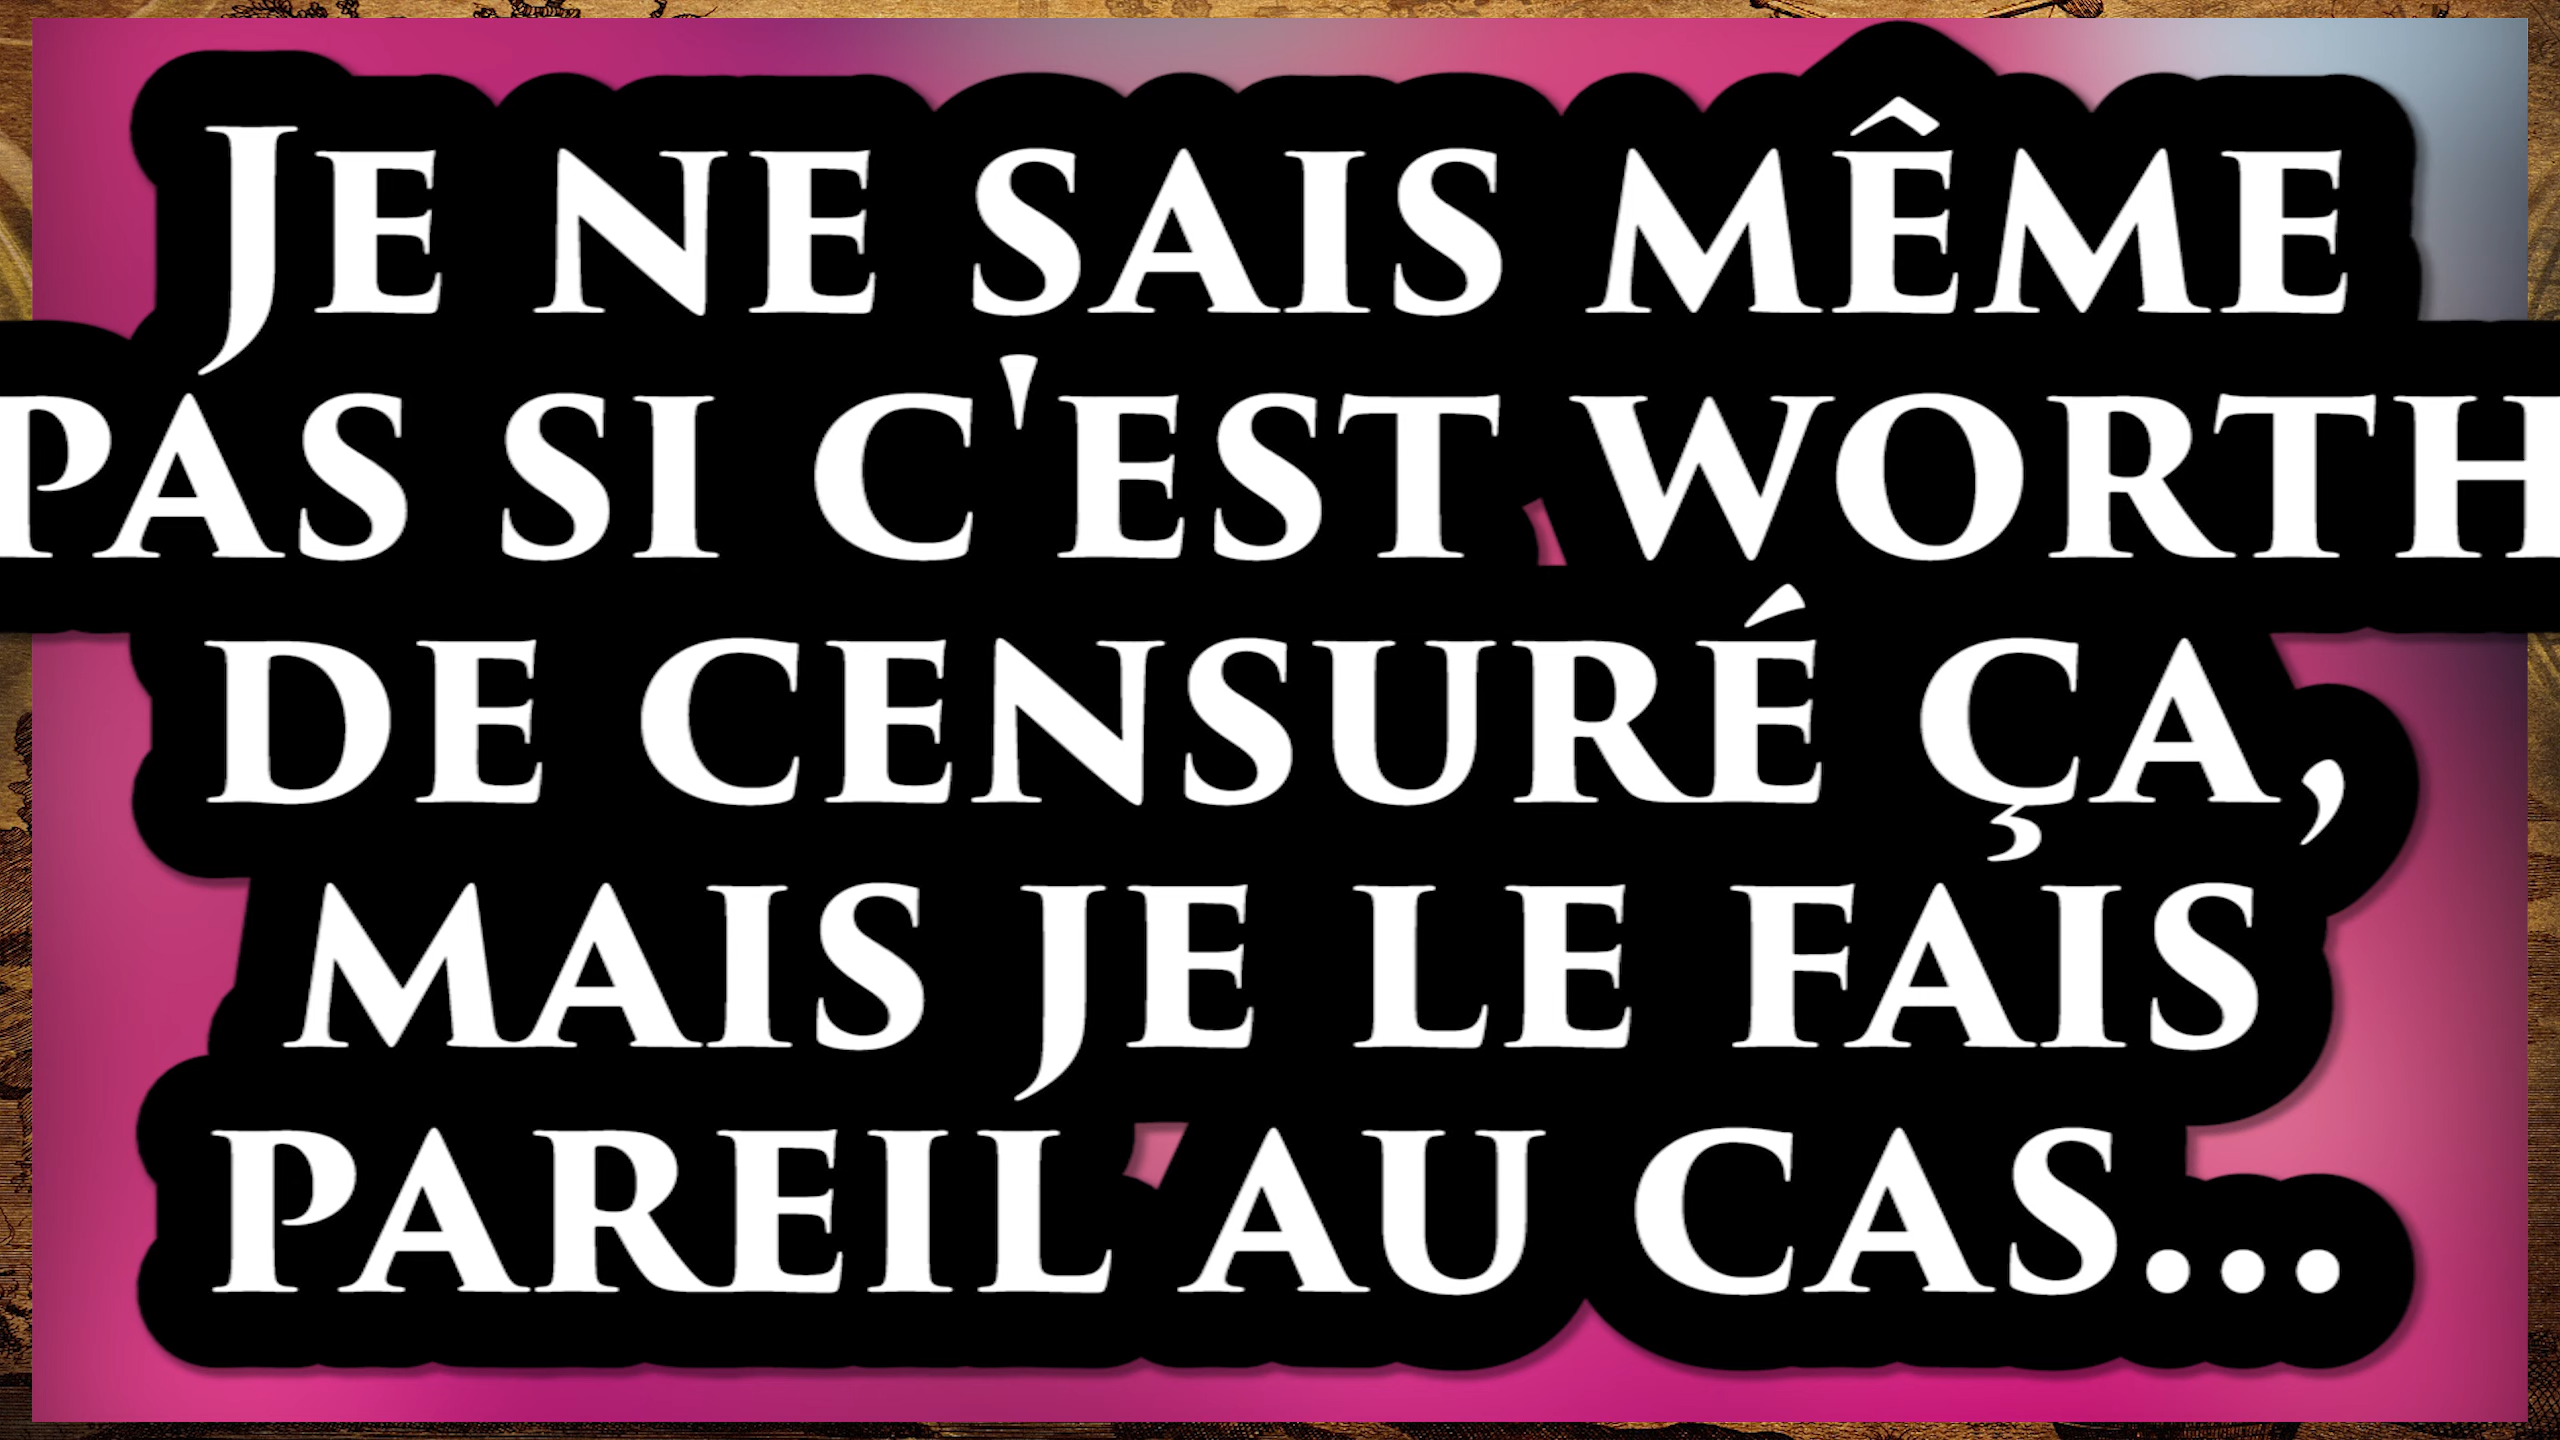 Je ne sais même
pas si c'est worth
de censuré ça,
mais je le fais
pareil au cas...